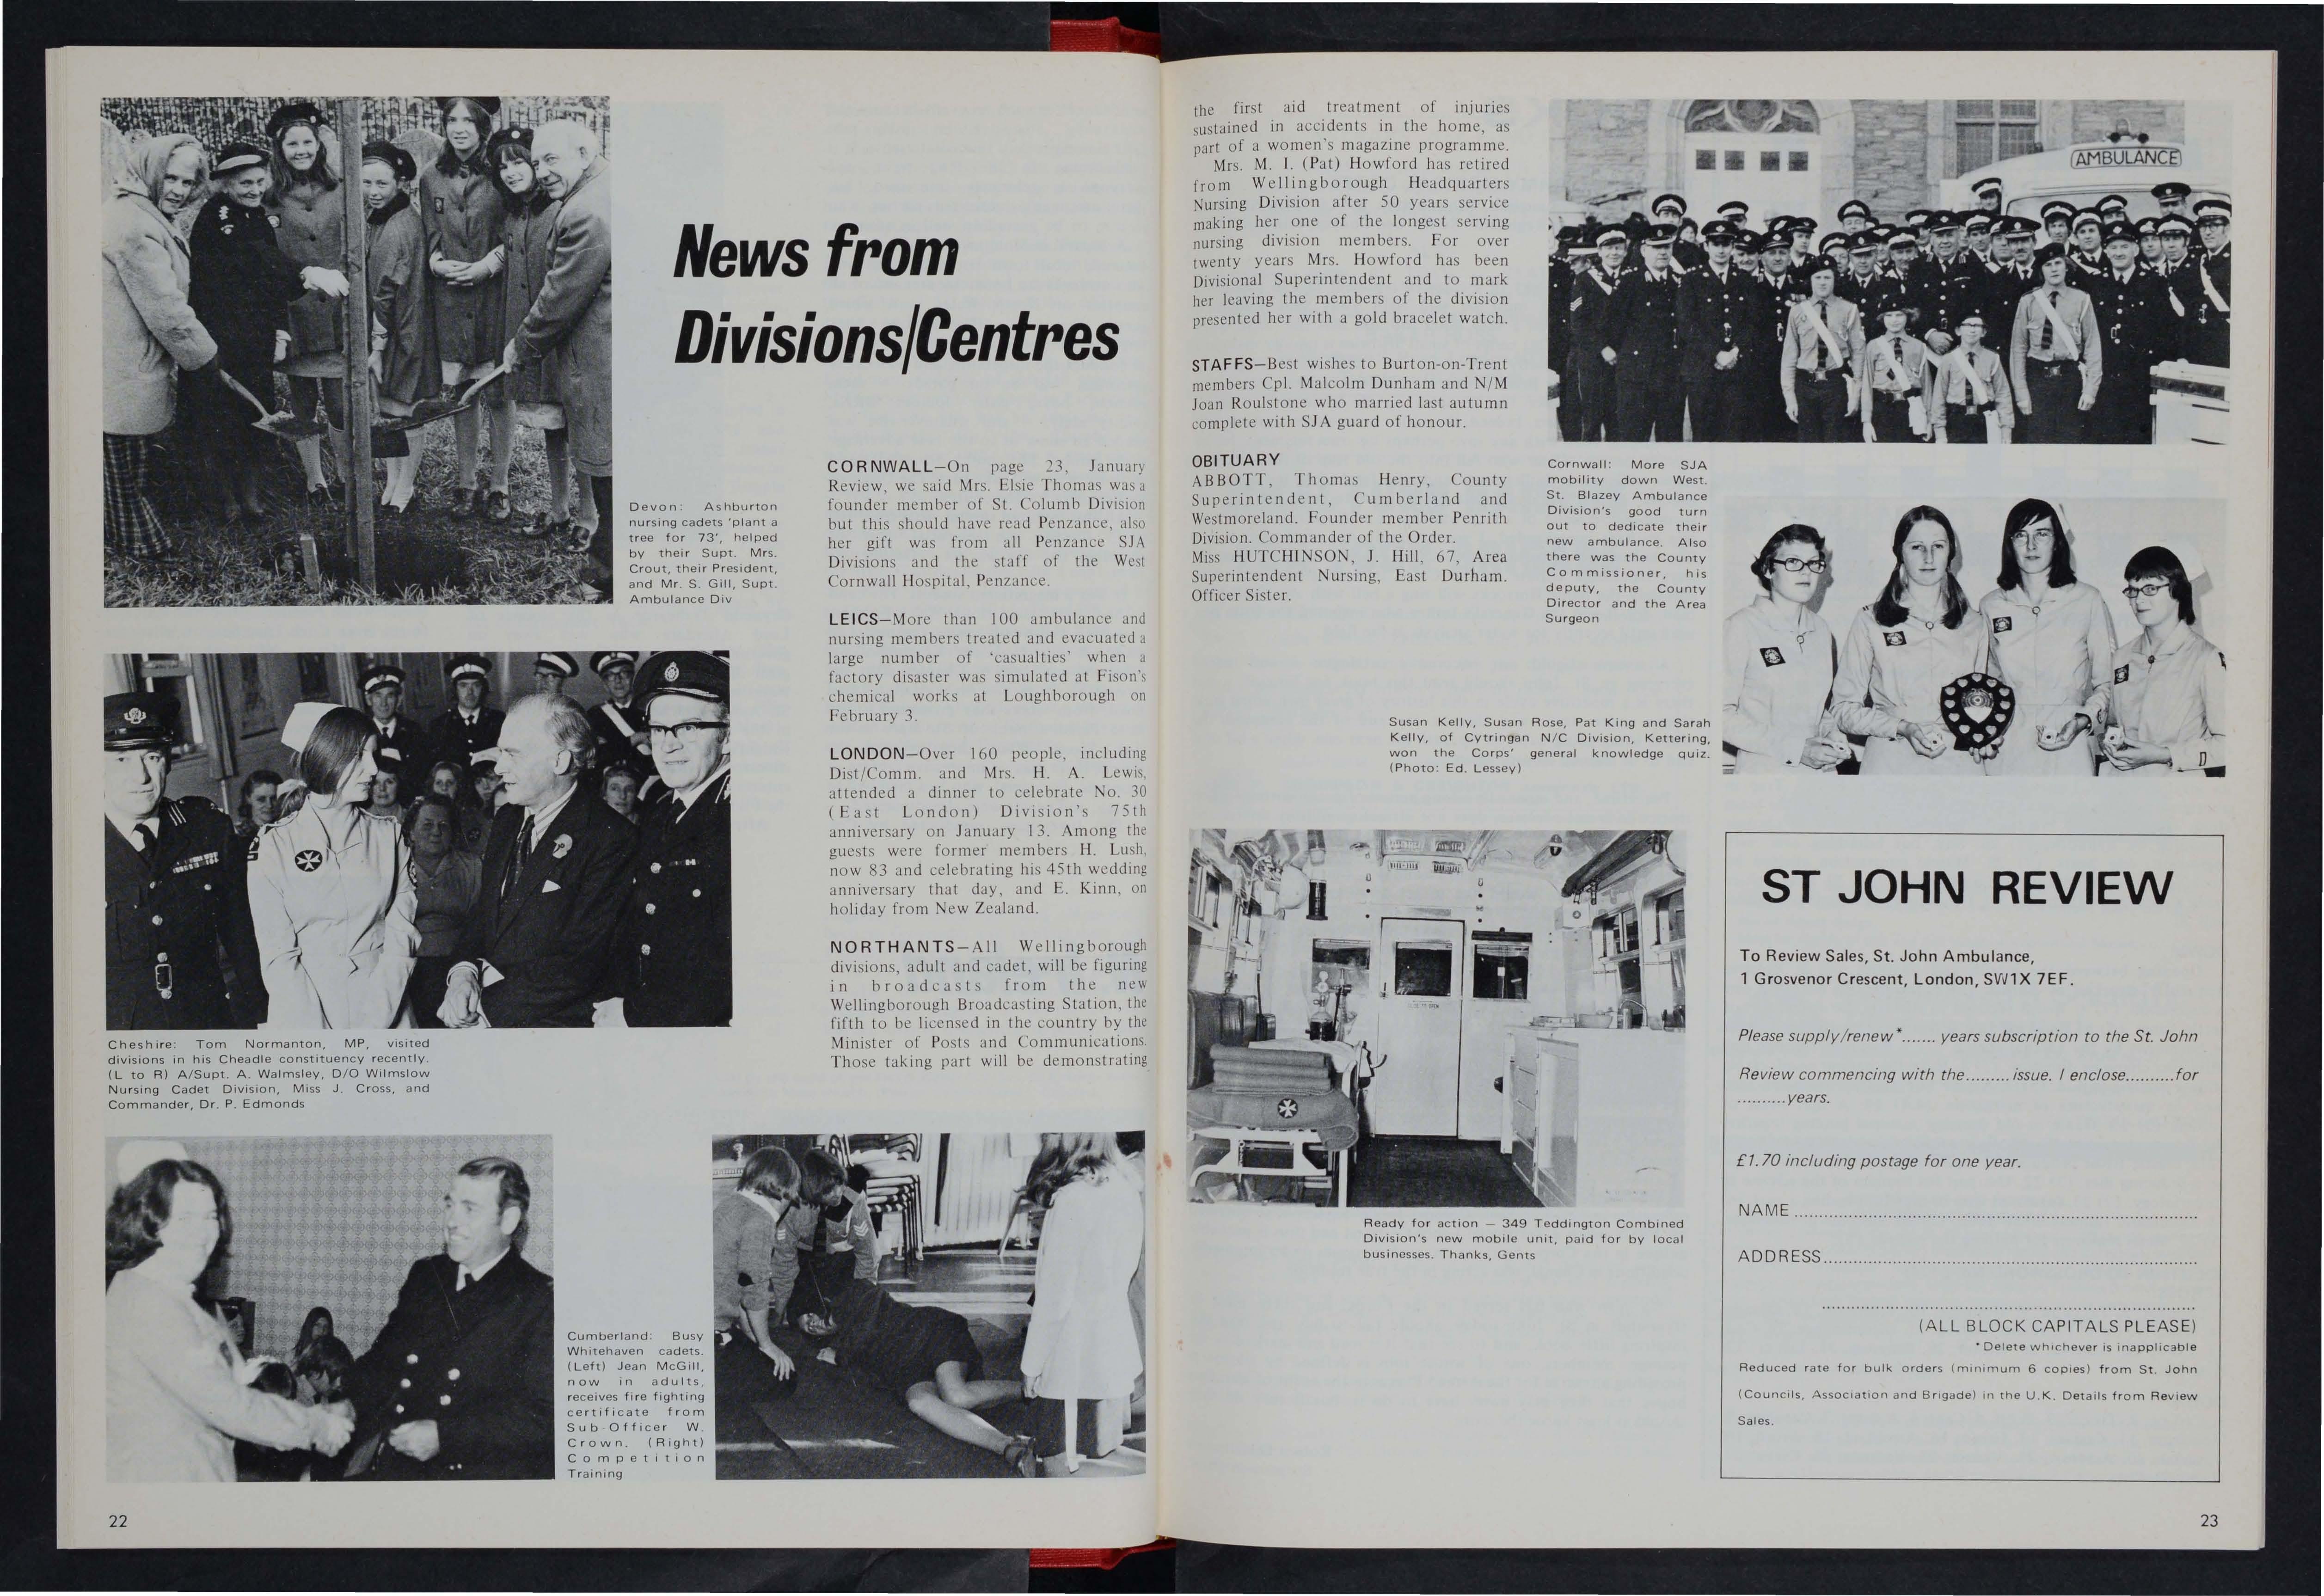 News from
Divisions/Centres
Devon: Ashburton
nursing cadets 'plant a
tree for 73', helped
by their Supt. Mrs.
Crout, their President,
and Mr. S. Gill, Supt.
Ambulance Div
Cheshire: Tom Normanton, MP, visited
divisions in his Cheadle constituency recently.
(L to R) A/Supt. A. Walmsley, D/O Wilmslow
Nursing Cadet Division, Miss J. Cross, and
Commander, Dr. P. Edmonds
Cumberland: Busy
Whitehaven cadets.
(Left) Jean McGill,
now in adults,
receives fire fighting
certificate from
Sub-Officer W.
Crown. (Right)
Competition
Training
CORNWALL—On page 23, January
Review, we said Mrs. Elsie Thomas was a
founder member of St. Columb Division
but this should have read Penzance, also
her gift was from all Penzance SJA
Divisions and the staff of the West
Cornwall Hospital, Penzance.
LEICS—More than 100 ambulance and
nursing members treated and evacuated a
large number of 'casualties' when a
factory disaster was simulated at Fison's
chemical works at Loughborough on
February 3.
LONDON—Over 160 people, including
Dist/Comm. and Mrs. H. A. Lewis,
attended a dinner to celebrate No. 30
(East London) Division's 75th
anniversary on January 13. Among the
guests were former members H. Lush,
now 83 and celebrating his 45th wedding
anniversary that day, and E. Kinn, on
holiday from New Zealand.
NORTHANTS—All Wellingborough
divisions, adult and cadet, will be figuring
in broadcasts from the new
Wellingborough Broadcasting Station, the
fifth to be licensed in the country by the
Minister of Posts and Communications.
Those taking part will be demonstrating
22
the first aid treatment of injuries
sustained in accidents in the home, as
part of a women's magazine programme.
Mrs. M. I. (Pat) Howford has retired
from Wellingborough Headquarters
Nursing Division after 50 years service
making her one of the longest serving
nursing division members. For over
twenty years Mrs. Howford has been
Divisional Superintendent and to mark
her leaving the members of the division
presented her with a gold bracelet watch.
STAFFS—Best wishes to Burton-on-Trent
members Cpl. Malcolm Dunham and N/M
Joan Roulstone who married last autumn
complete with SJA guard of honour.
OBITUARY
ABBOTT, Thomas Henry, County
Superintendent, Cumberland and
Westmoreland. Founder member Penrith
Division. Commander of the Order.
Miss HUTCHINSON, J. Hill, 67, Area
Superintendent Nursing, East Durham.
Officer Sister.
AMBULANCE
Cornwall: More SJA
mobility down West.
St. Blazey Ambulance
Division's good turn
out to dedicate their
new ambulance. Also
there was the County
Commissioner, his
deputy, the County
Director and the Area
Surgeon
Susan Kelly, Susan Rose, Pat King and Sarah
Kelly, of Cytringan N/C Division, Kettering,
won the Corps' general knowledge quiz.
(Photo: Ed. Lessey)
Ready for action — 349 Teddington Combined
Division's new mobile unit, paid for by local
businesses. Thanks, Gents
ST JOHN REVIEW
To Review Sales, St. John Ambulance,
1 Grosvenor Crescent, London, SW1X 7EF.
Please supply/renew*....... years subscription to the St. John
Review commencing with the......... issue. I enclose..........for
..........years.
£1.70 including postage for one year.
NAME ..........
ADDRESS..........
(ALL BLOCK CAPITALS PLEASE)
* Delete whichever is inapplicable
Reduced rate for bulk orders (minimum 6 copies) from St. John
(Councils, Association and Brigade) in the U.K. Details from Review
Sales.
23